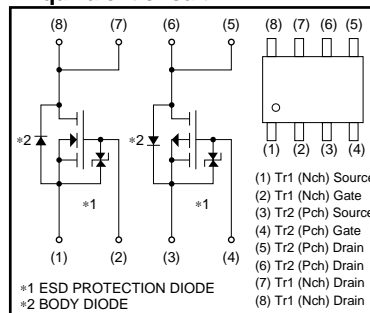 (8) (7) (6) (5)
(8) (7) (6) (5)
∗2
∗2
∗1
∗1
(1) (2) (3) (4)
(1) (2) (3) (4)
(1) Tr1 (Nch) Source
(2) Tr1 (Nch) Gate
(3) Tr2 (Pch) Source
(4) Tr2 (Pch) Gate
(5) Tr2 (Pch) Drain
(6) Tr2 (Pch) Drain
(7) Tr1 (Nch) Drain
(8) Tr1 (Nch) Drain
∗1 ESD PROTECTION DIODE
∗2 BODY DIODE